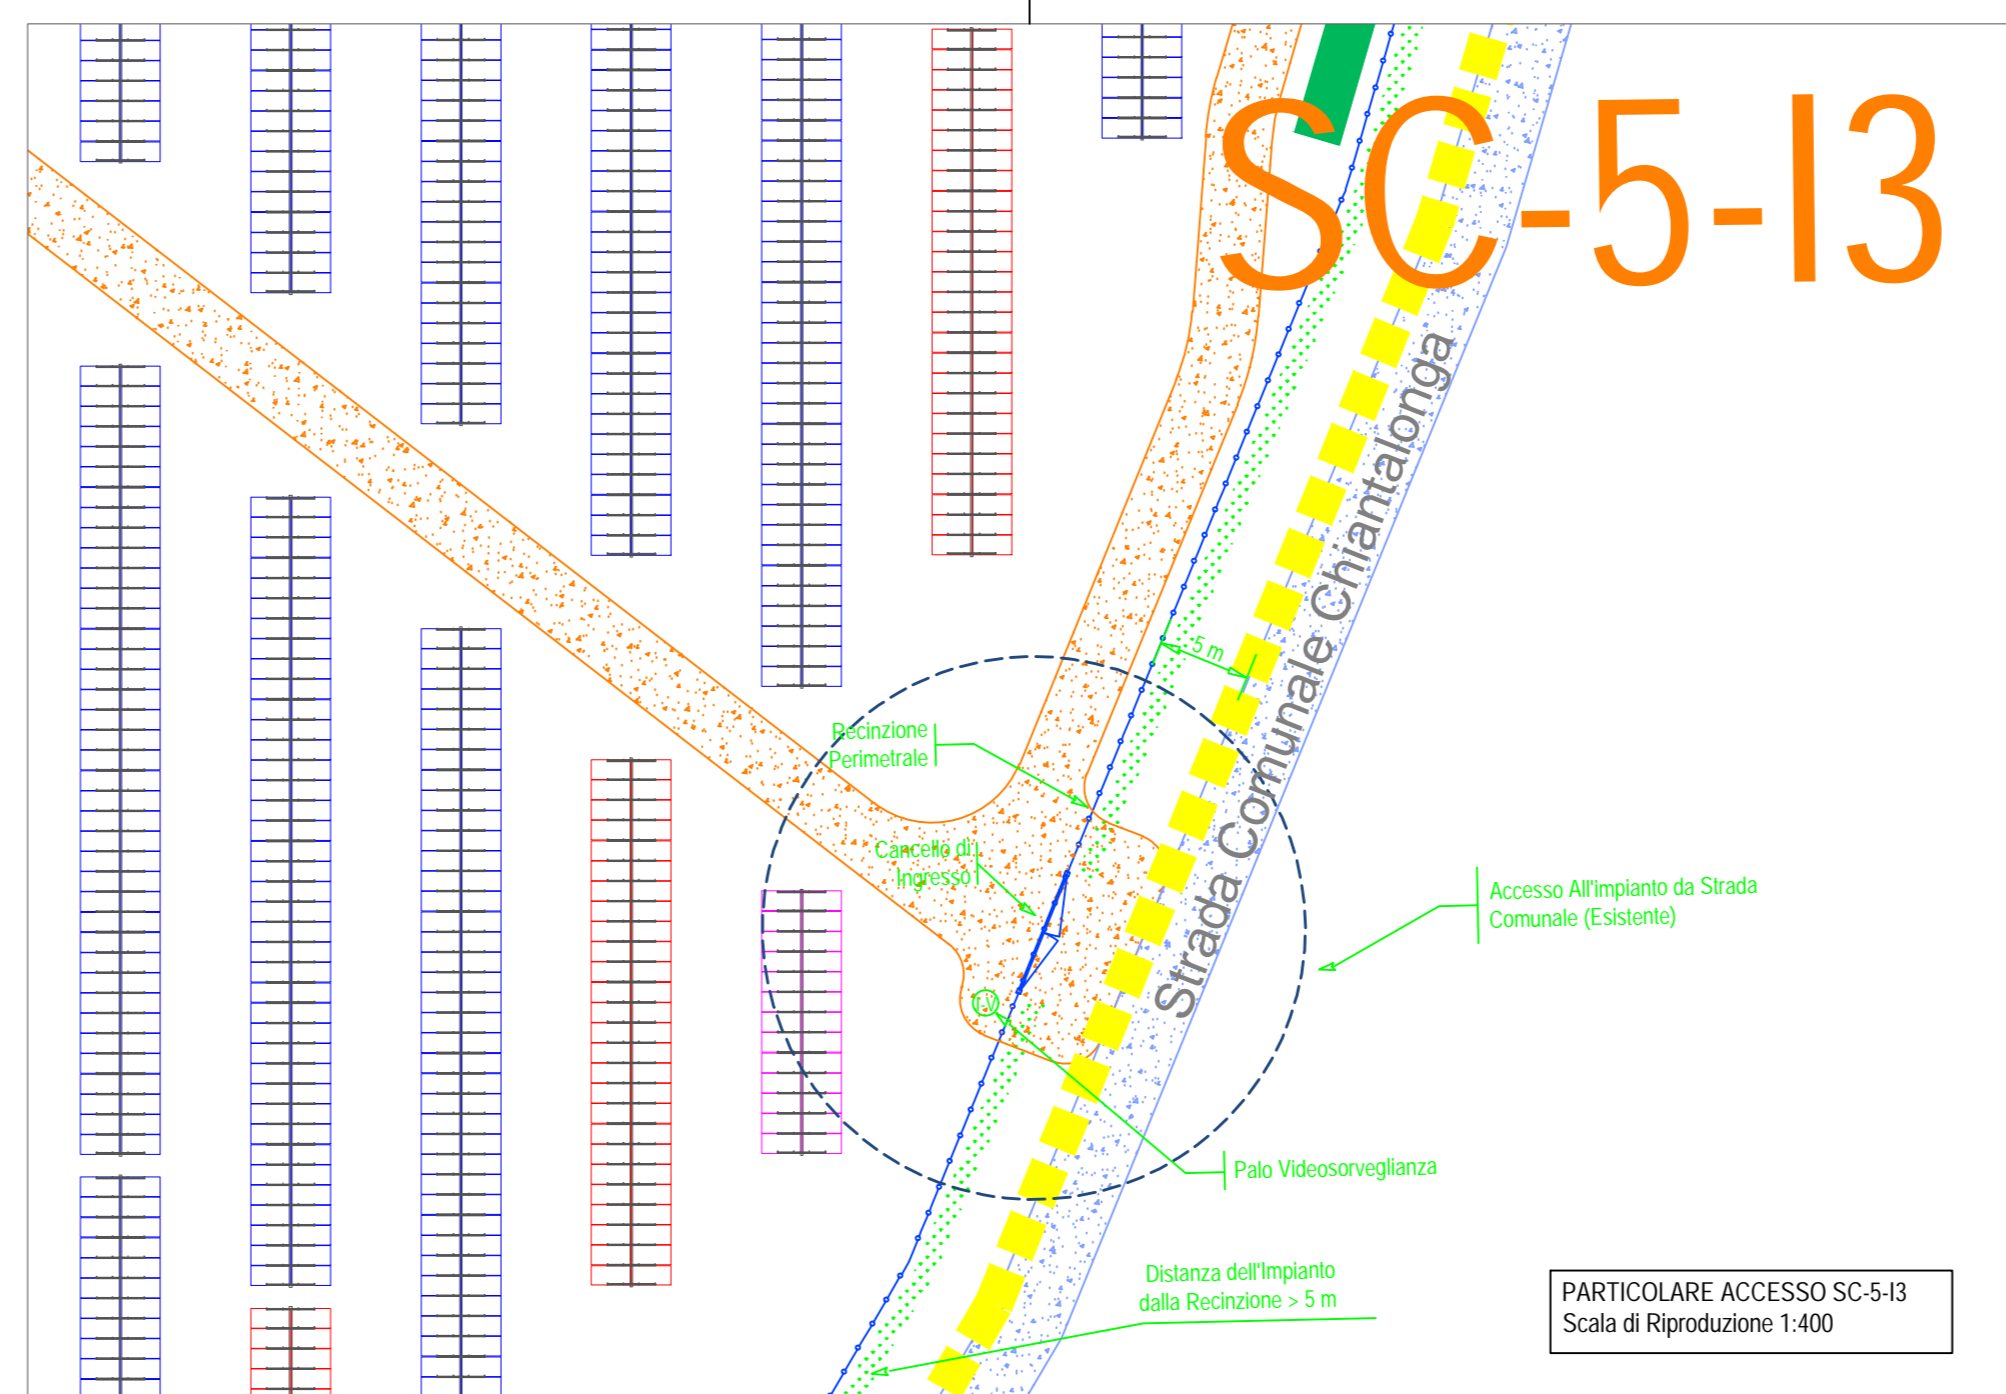 SC-5-I3
Strada Comunale Chiantalonga
5 m
Recinzione
Perimetrale
Cancello di
Ingresso
Accesso All'impianto da Strada
Comunale (Esistente)
Palo Videosorveglianza
Distanza dell'Impianto
dalla Recinzione > 5 m
PARTICOLARE ACCESSO SC-5-I3
Scala di Riproduzione 1:400